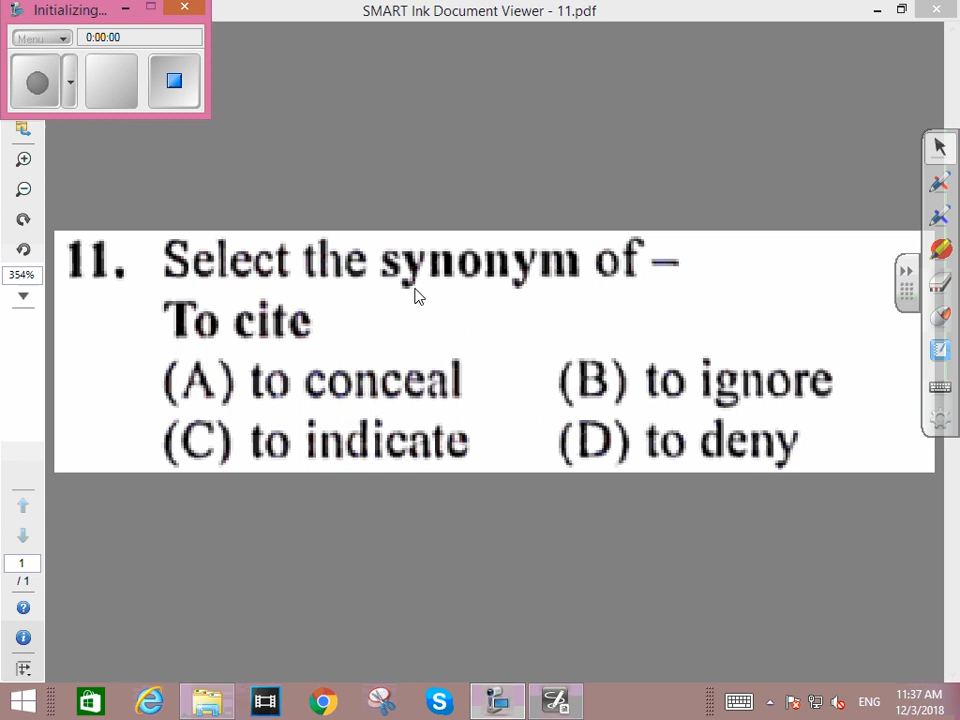 Initializing...
SMART Ink Document Viewer - 11.pdf
Menu
0:00:00
354%
11. Select the synonym of –
To cite
(A) to conceal (B) to ignore
(C) to indicate (D) to deny
1
/ 1
ENG
11:37 AM
12/3/2018